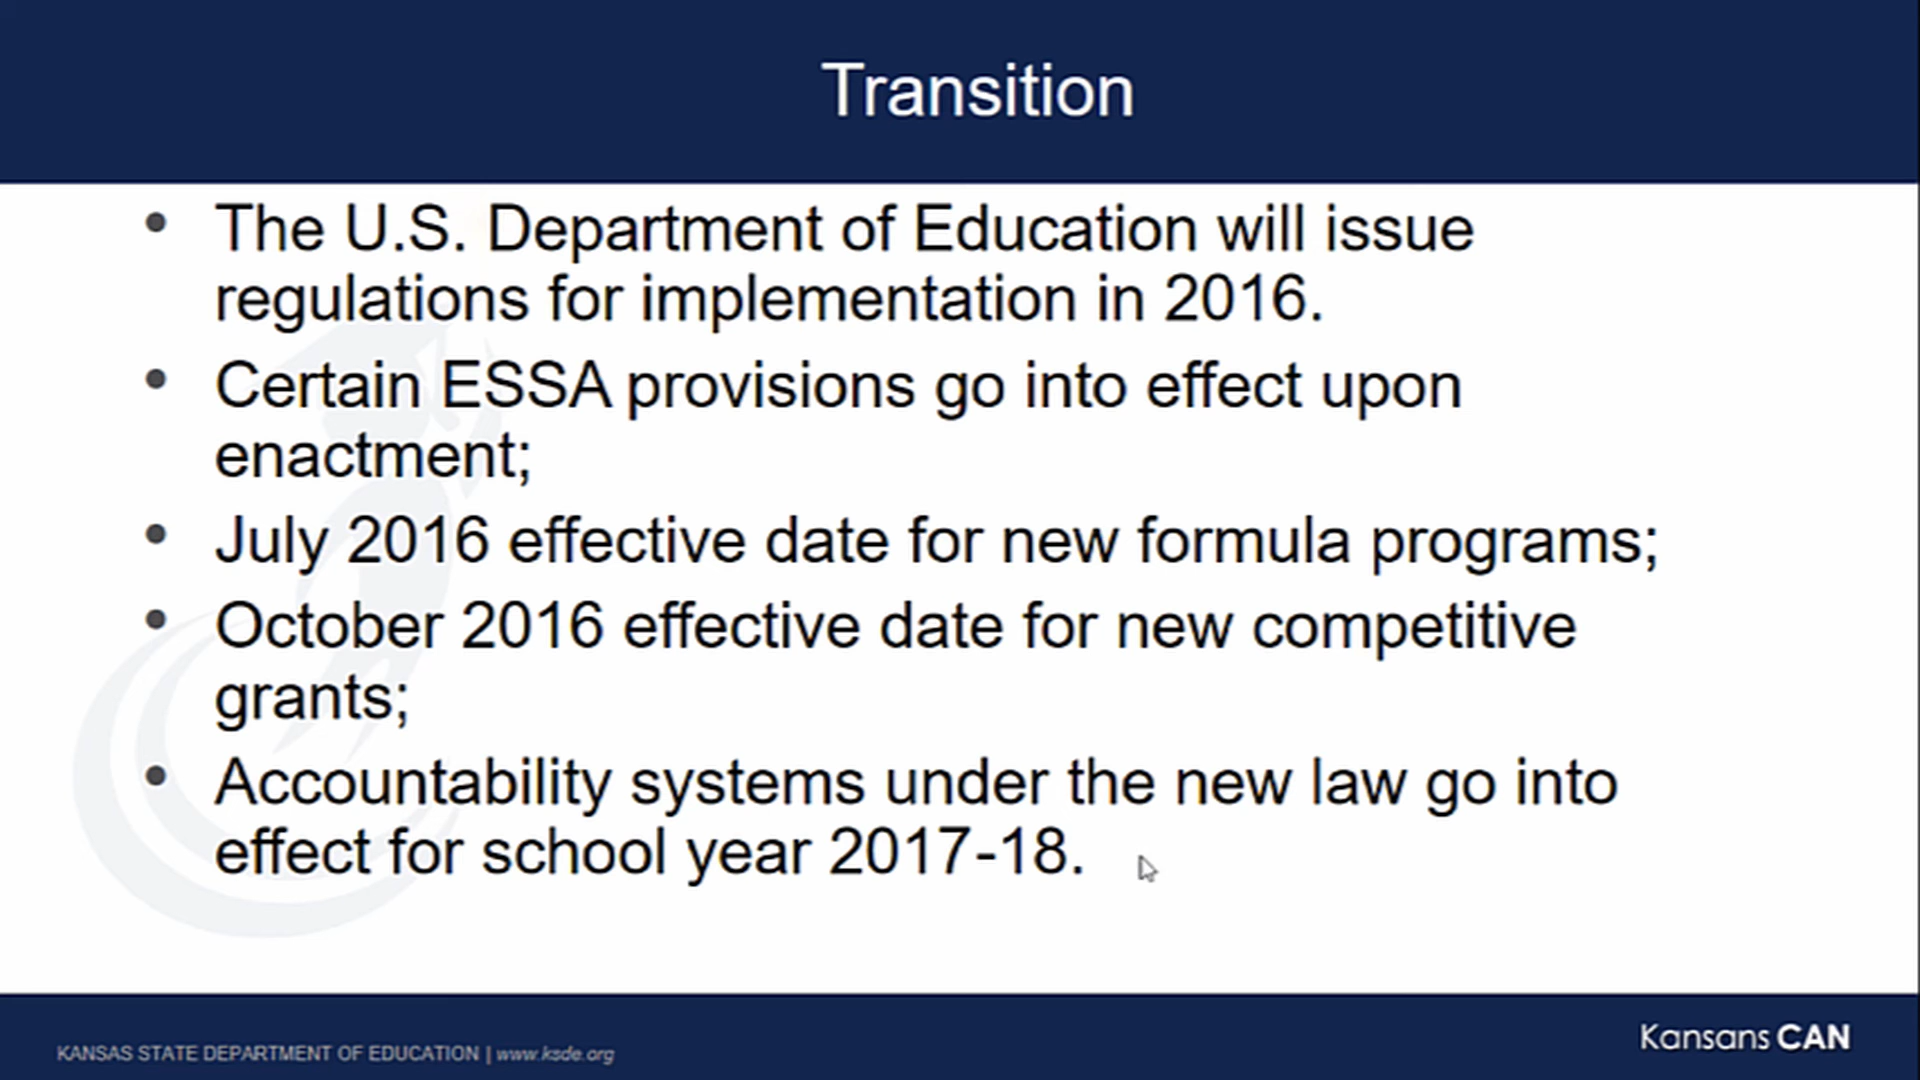 Transition
• The U.S. Department of Education will issue
regulations for implementation in 2016.
• Certain ESSA provisions go into effect upon
enactment;
• July 2016 effective date for new formula programs;
• October 2016 effective date for new competitive
grants;
• Accountability systems under the new law go into
effect for school year 2017-18.
KANSAS STATE DEPARTMENT OF EDUCATION | www.ksde.org
Kansans CAN